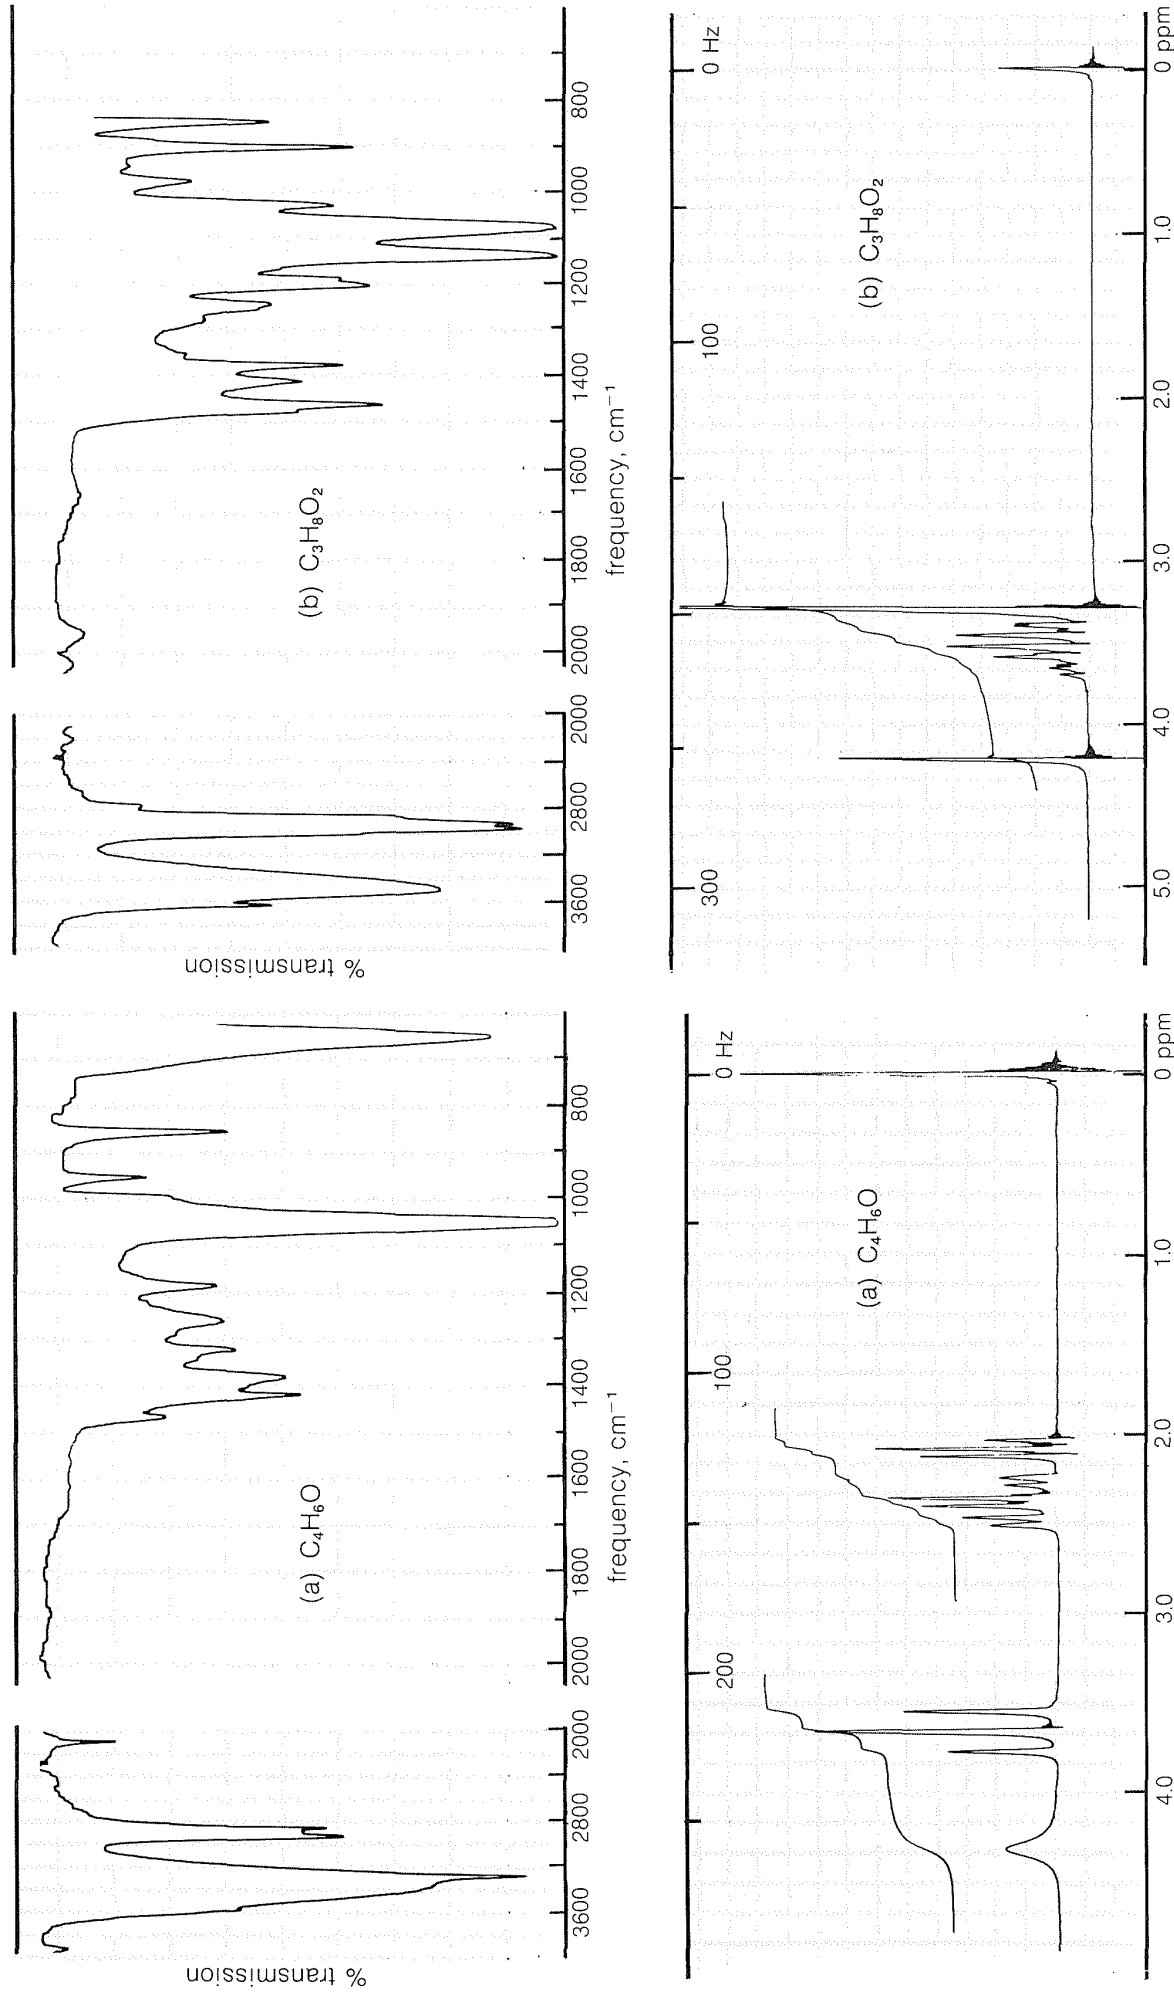 % transmission
3600
2800
2000
2000
1800
1600
1400
1200
1000
800
(a) C₄H₆O
frequency, cm⁻¹
% transmission
3600
2800
2000
2000
1800
1600
1400
1200
1000
800
(b) C₃H₈O₂
frequency, cm⁻¹
200
100
0 Hz
(a) C₄H₆O
4.0
3.0
2.0
1.0
0 ppm
300
100
0 Hz
(b) C₃H₈O₂
5.0
4.0
3.0
2.0
1.0
0 ppm